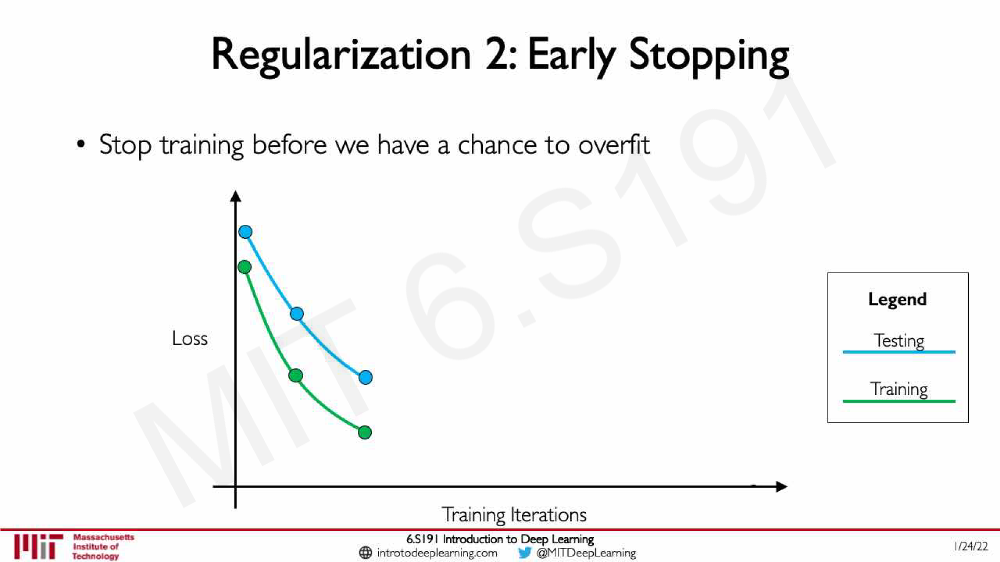 Regularization 2: Early Stopping
• Stop training before we have a chance to overfit
MIT 6.S191
Loss
Legend
Testing
Training
Training Iterations
Massachusetts
Institute of
Technology
6.S191 Introduction to Deep Learning
introtodeeplearning.com @MITDeepLearning
1/24/22